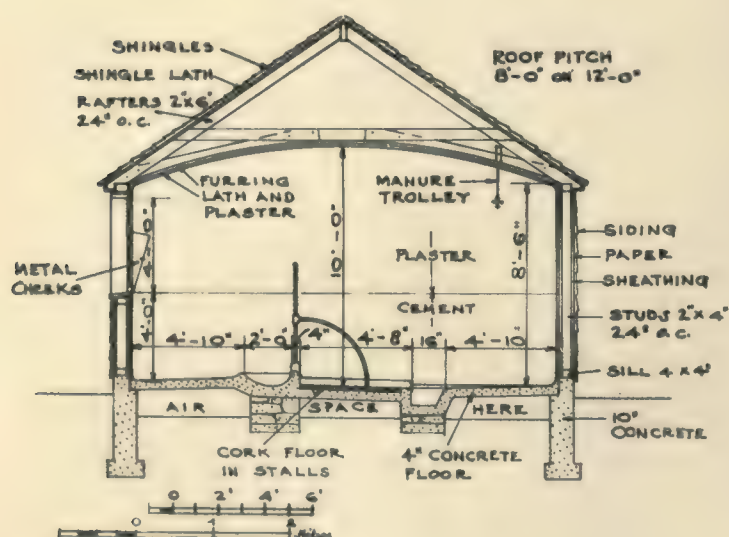 SHINGLES
SHINGLE LATH
RAFTERS 2"X6"
24" O.C.
ROOF PITCH
8'-0" ON 12'-0"
FURRING
LATH AND
PLASTER
MANURE
TROLLEY
METAL
CHEEKS
PLASTER
CEMENT
8'-6"
SIDING
PAPER
SHEATHING
STUDS 2"X4"
24" O.C.
SILL 4X4"
4'-10"
2'-0"
4"
4'-8"
16"
4'-10"
AIR
SPACE
HERE
CORK FLOOR
IN STALLS
4" CONCRETE
FLOOR
10"
CONCRETE
0 2' 4' 6'
0 1 2